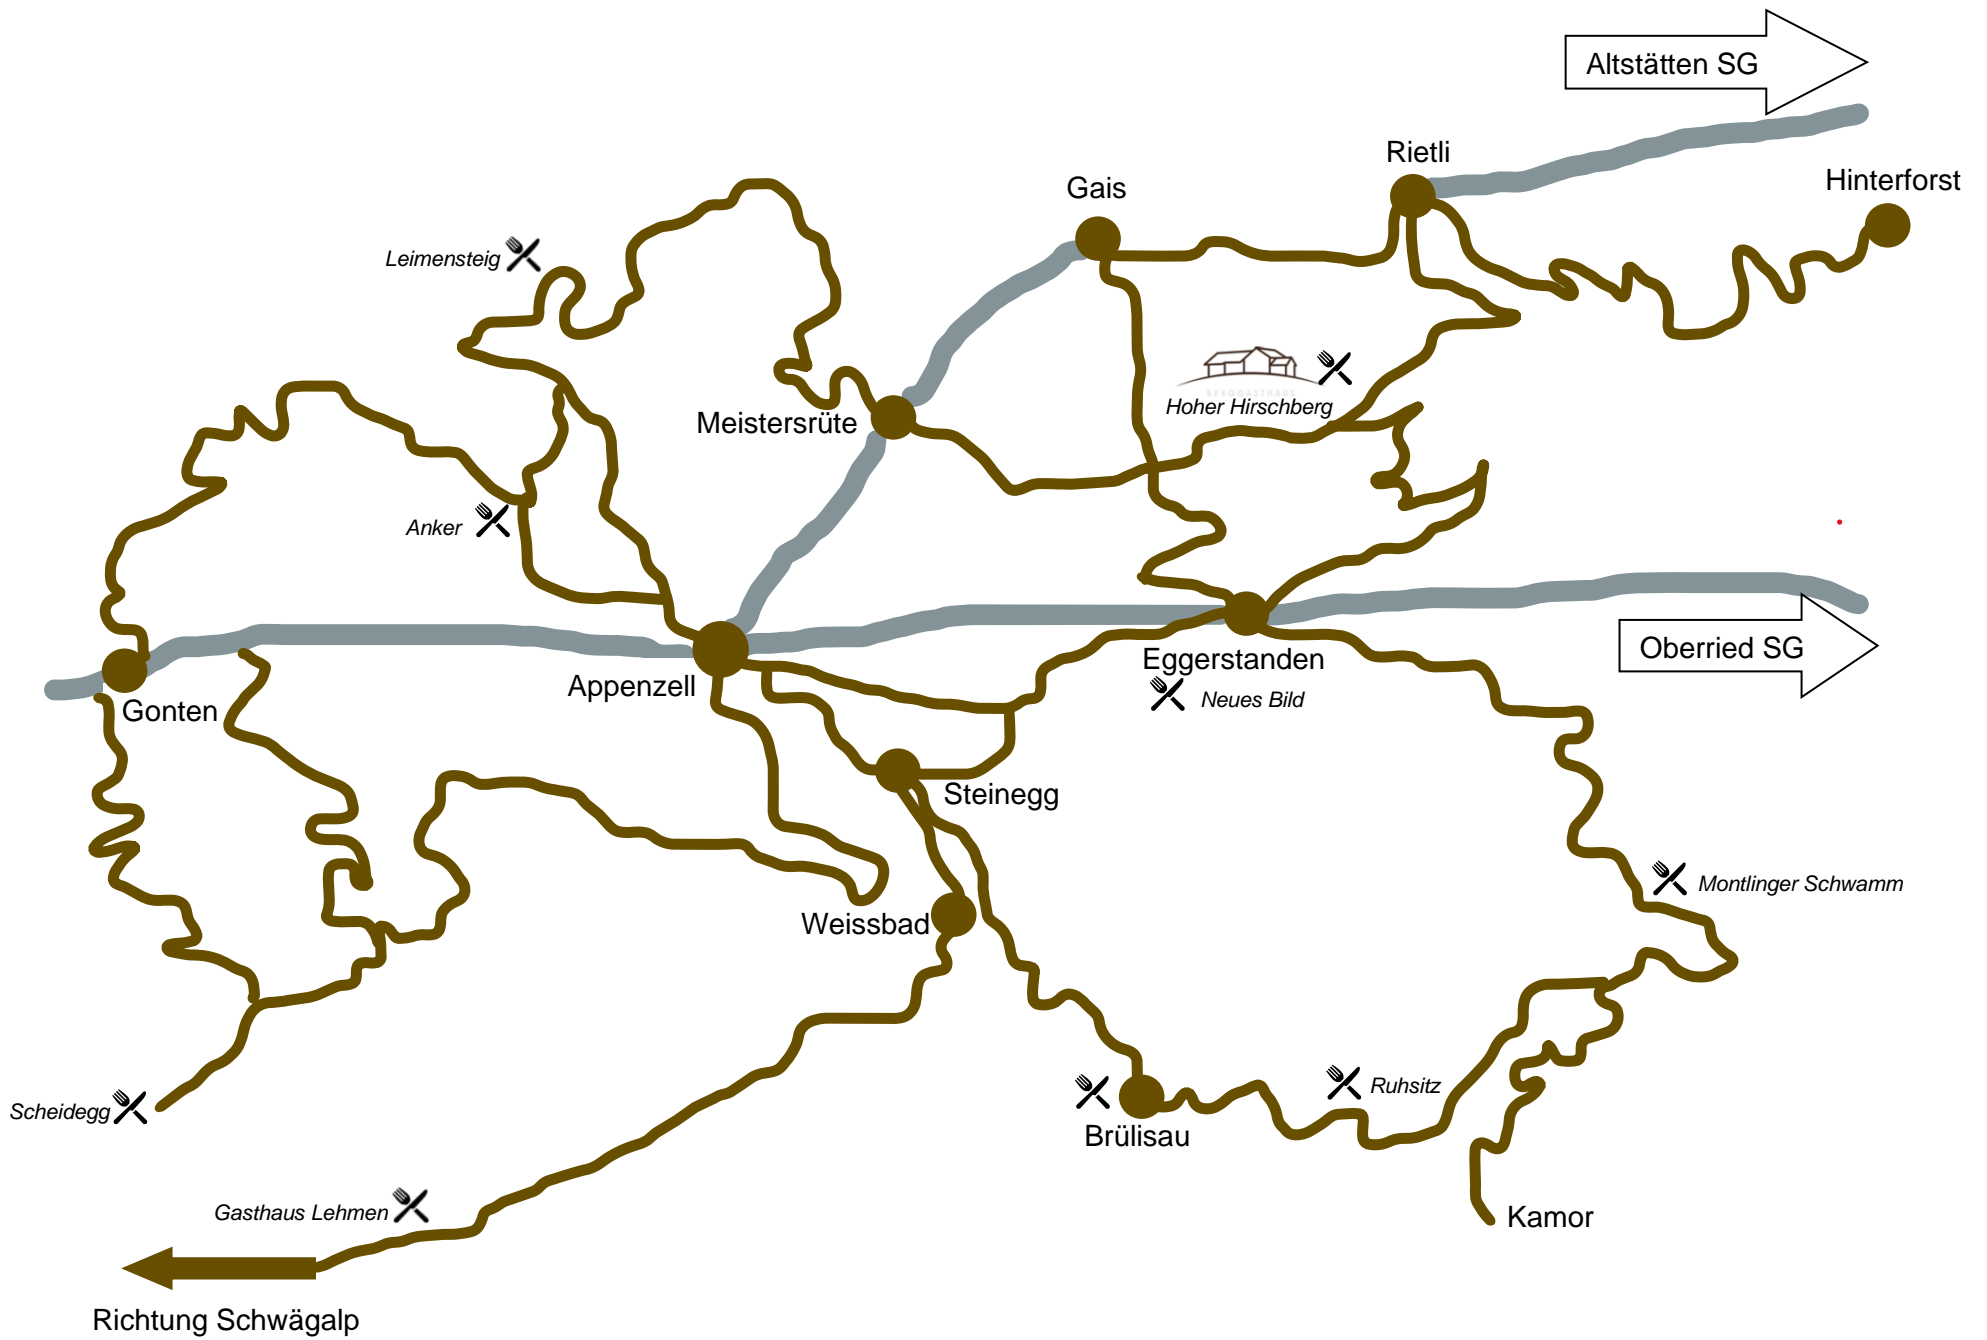 Altstätten SG
Rietli
Hinterforst
Gais
Leimensteig
BERGGASTHAUS
Hoher Hirschberg
Meistersrüte
Anker
Oberried SG
Eggerstanden
Neues Bild
Appenzell
Gonten
Steinegg
Montlinger Schwamm
Weissbad
Ruhsitz
Scheidegg
Brülisau
Gasthaus Lehmen
Kamor
Richtung Schwägalp